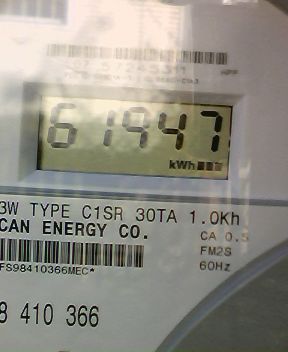 61947
kWh
3W TYPE C1SR 30TA 1.0Kh
CAN ENERGY CO.
CA 0.5
FM2S
60Hz
FS98410366MEC*
8 410 366